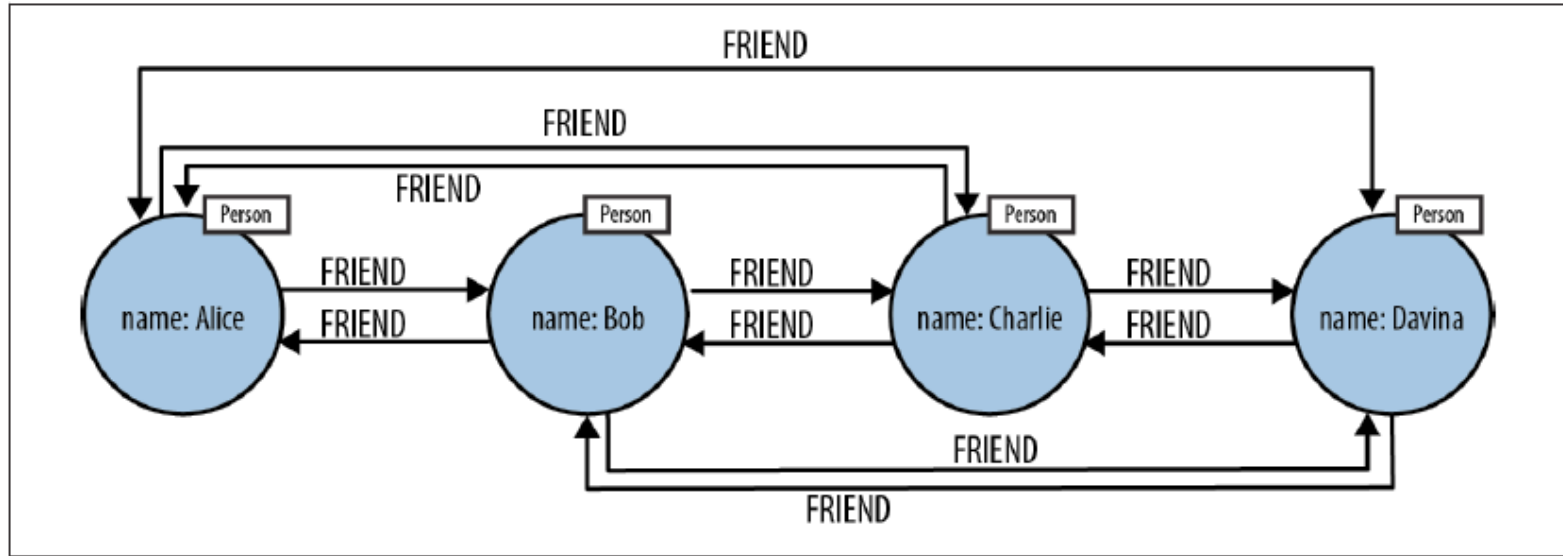 FRIEND
FRIEND
FRIEND
Person
Person
Person
Person
FRIEND
FRIEND
FRIEND
name: Alice
name: Bob
name: Charlie
name: Davina
FRIEND
FRIEND
FRIEND
FRIEND
FRIEND